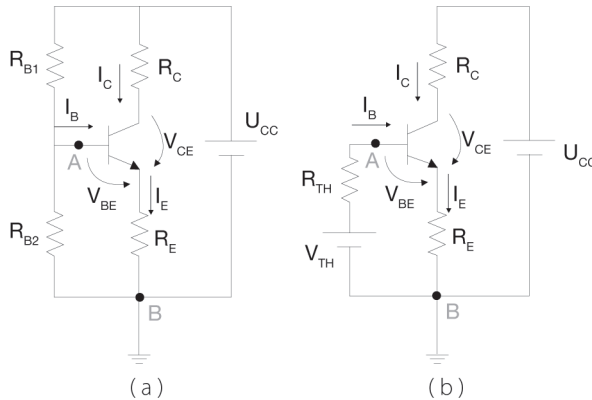 R_B1
I_C
R_C
I_B
A
V_CE
U_CC
V_BE
I_E
R_B2
R_E
B
(a)
I_C
R_C
I_B
A
V_CE
U_CC
R_TH
V_BE
I_E
R_E
V_TH
B
(b)